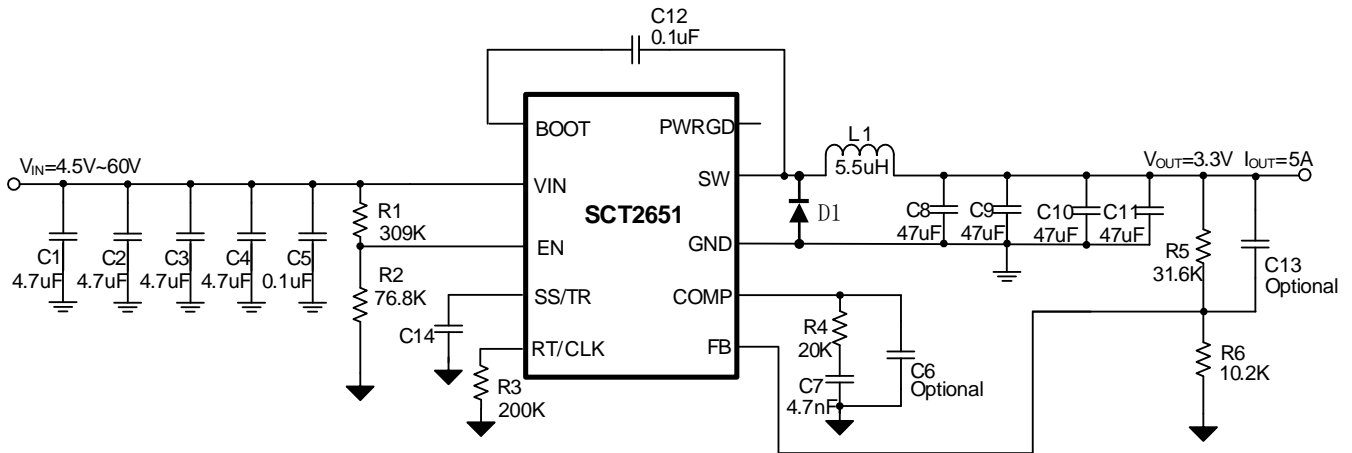 C12
0.1uF
BOOT
PWRGD
L1
5.5uH
VIN=4.5V~60V
VOUT=3.3V
IOUT=5A
VIN
SW
SCT2651
R1
309K
D1
C8
47uF
C9
47uF
C10
47uF
C11
47uF
EN
GND
C1
4.7uF
C2
4.7uF
C3
4.7uF
C4
4.7uF
C5
0.1uF
R2
76.8K
R5
31.6K
C13
Optional
SS/TR
COMP
C14
R4
20K
RT/CLK
FB
C6
Optional
R3
200K
C7
4.7nF
R6
10.2K